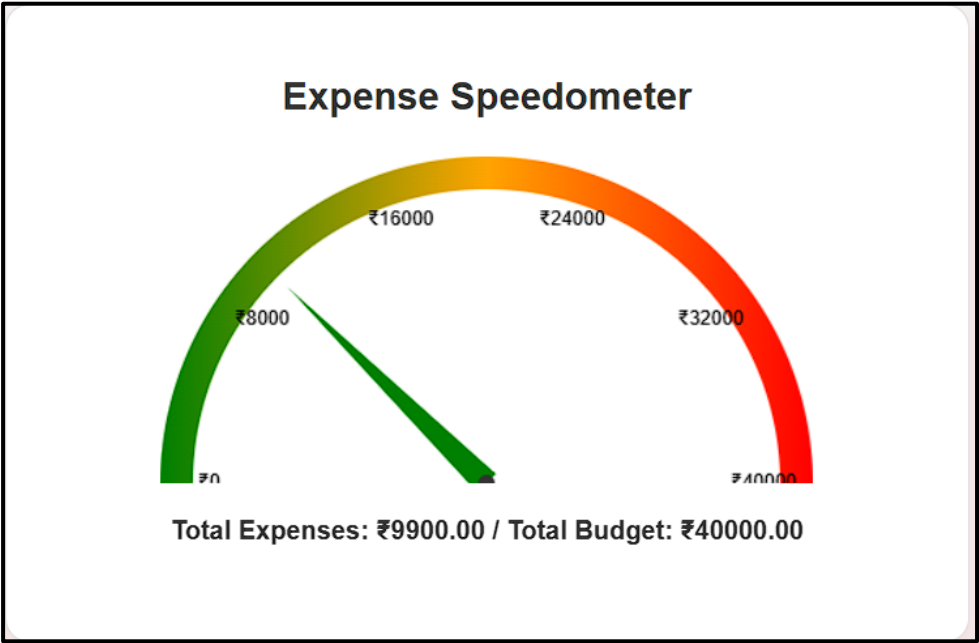 Expense Speedometer
₹16000 ₹24000
₹8000 ₹32000
₹0 ₹40000
Total Expenses: ₹9900.00 / Total Budget: ₹40000.00